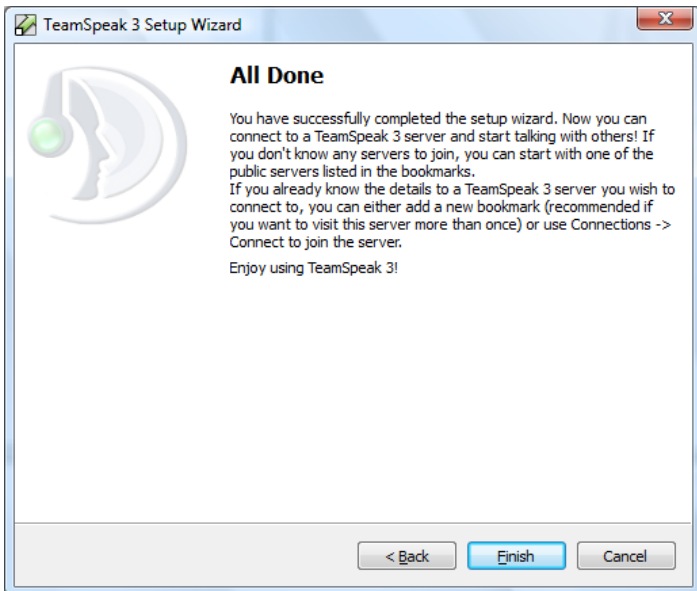 TeamSpeak 3 Setup Wizard
All Done
You have successfully completed the setup wizard. Now you can
connect to a TeamSpeak 3 server and start talking with others! If
you don't know any servers to join, you can start with one of the
public servers listed in the bookmarks.
If you already know the details to a TeamSpeak 3 server you wish to
connect to, you can either add a new bookmark (recommended if
you want to visit this server more than once) or use Connections ->
Connect to join the server.
Enjoy using TeamSpeak 3!
< Back Finish Cancel